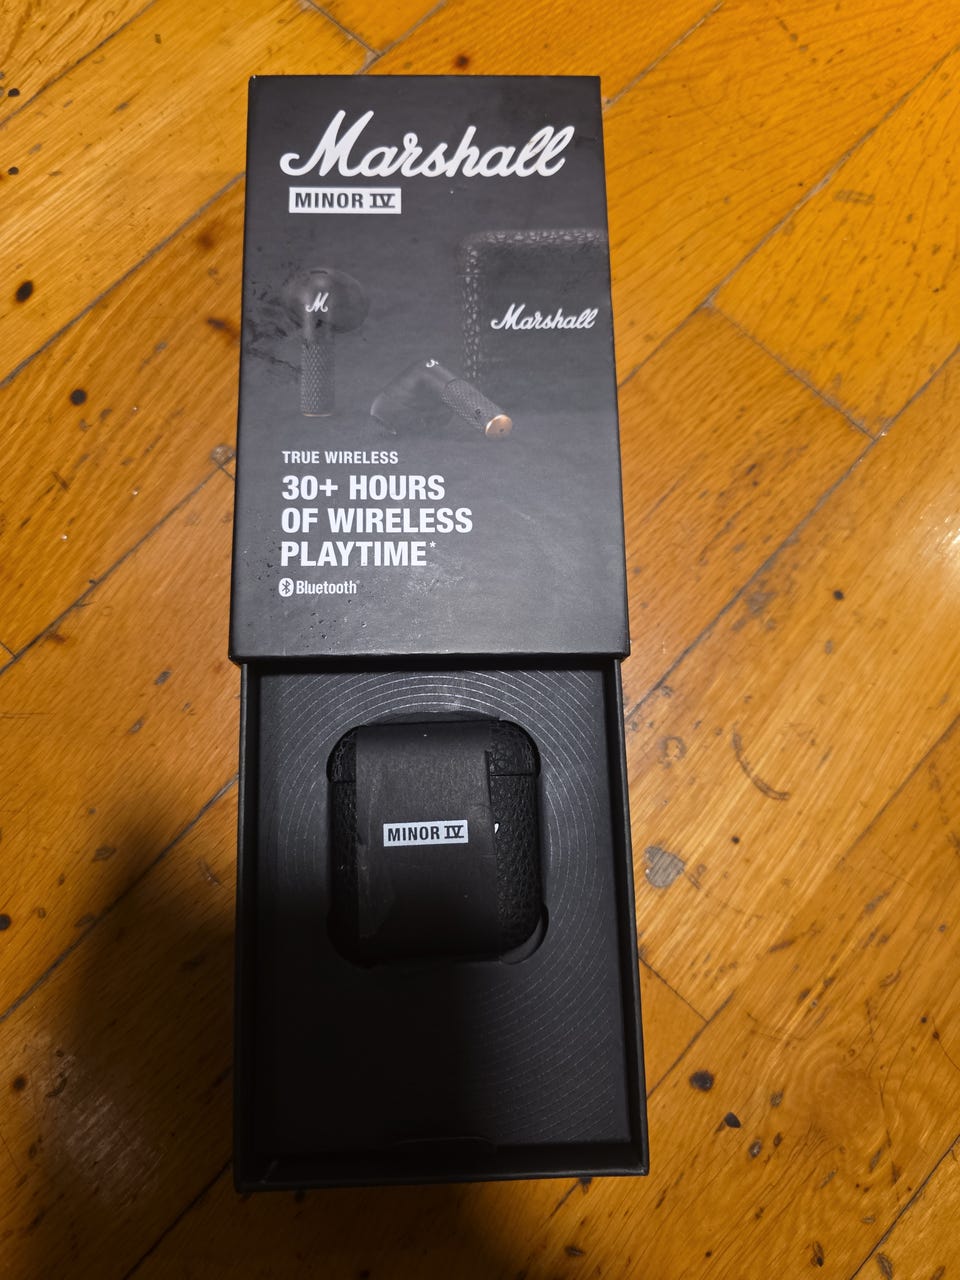 Marshall
MINOR IV
M
Marshall
TRUE WIRELESS
30+ HOURS
OF WIRELESS
PLAYTIME*
Bluetooth®
MINOR IV